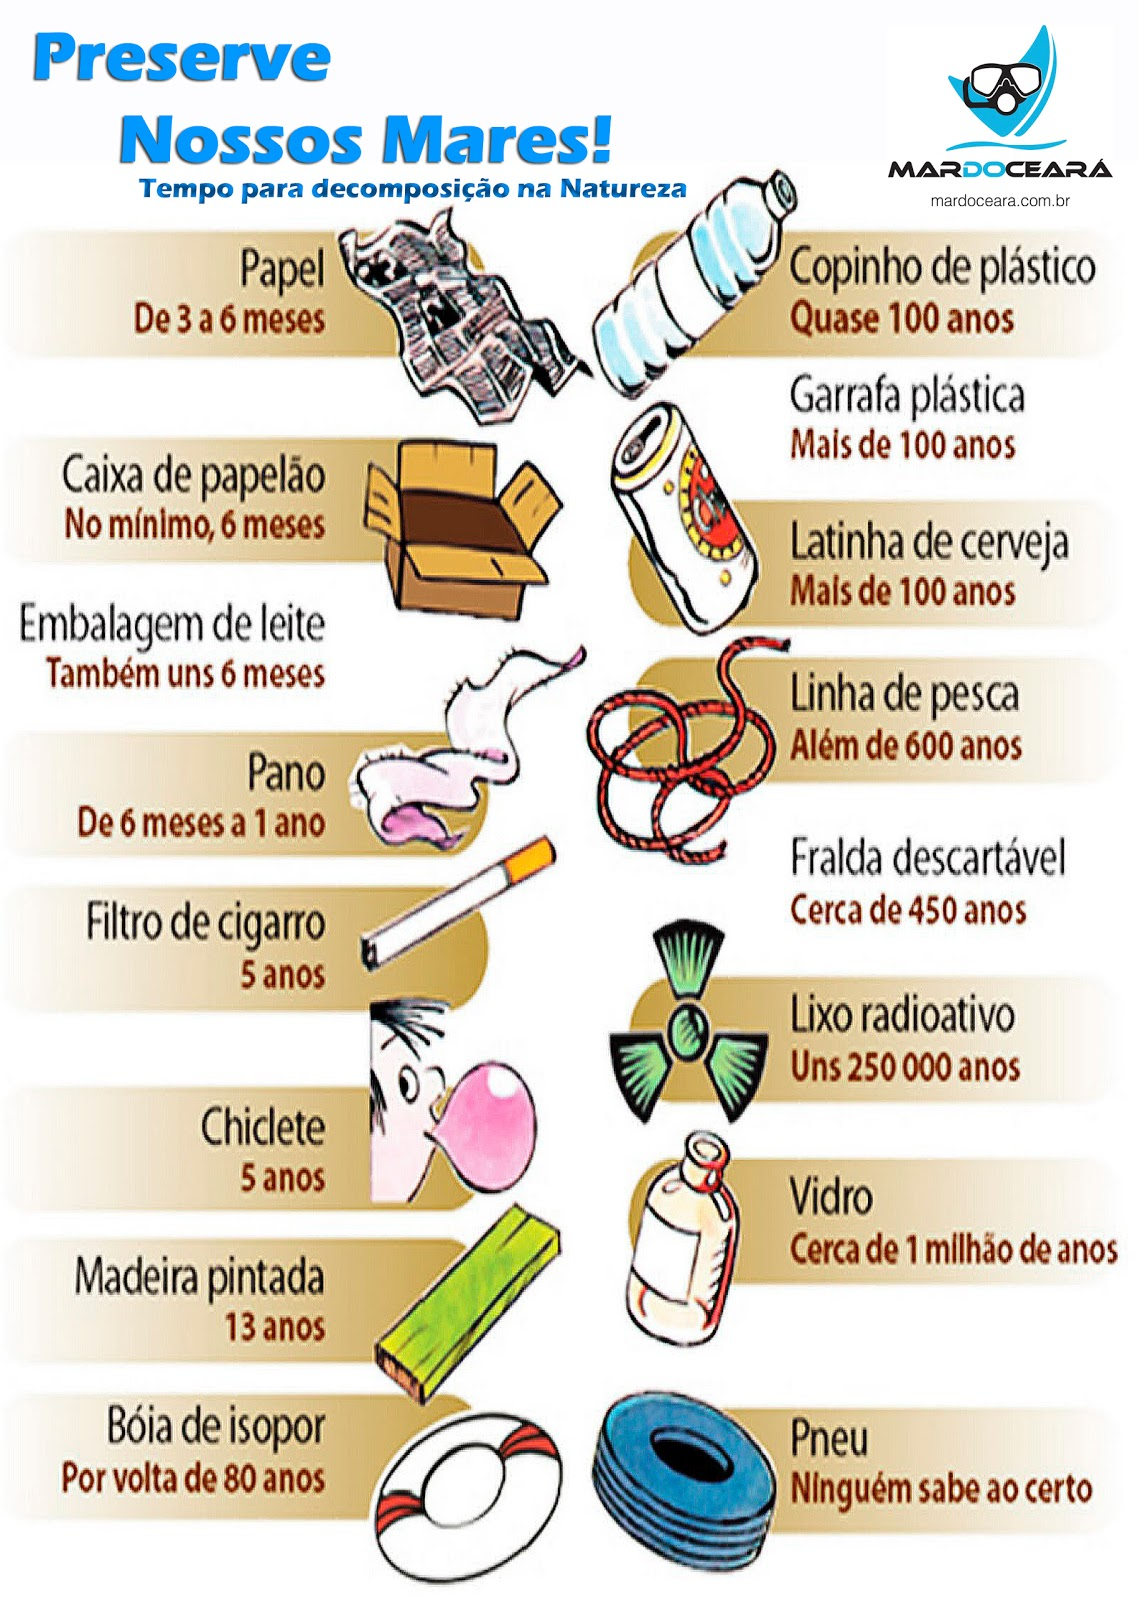 Preserve
Nossos Mares!
Tempo para decomposição na Natureza
MARDOCEARÁ
mardoceara.com.br
Papel
De 3 a 6 meses
Caixa de papelão
No mínimo, 6 meses
Embalagem de leite
Também uns 6 meses
Pano
De 6 meses a 1 ano
Filtro de cigarro
5 anos
Chiclete
5 anos
Madeira pintada
13 anos
Bóia de isopor
Por volta de 80 anos
Copinho de plástico
Quase 100 anos
Garrafa plástica
Mais de 100 anos
Latinha de cerveja
Mais de 100 anos
Linha de pesca
Além de 600 anos
Fralda descartável
Cerca de 450 anos
Lixo radioativo
Uns 250 000 anos
Vidro
Cerca de 1 milhão de anos
Pneu
Ninguém sabe ao certo